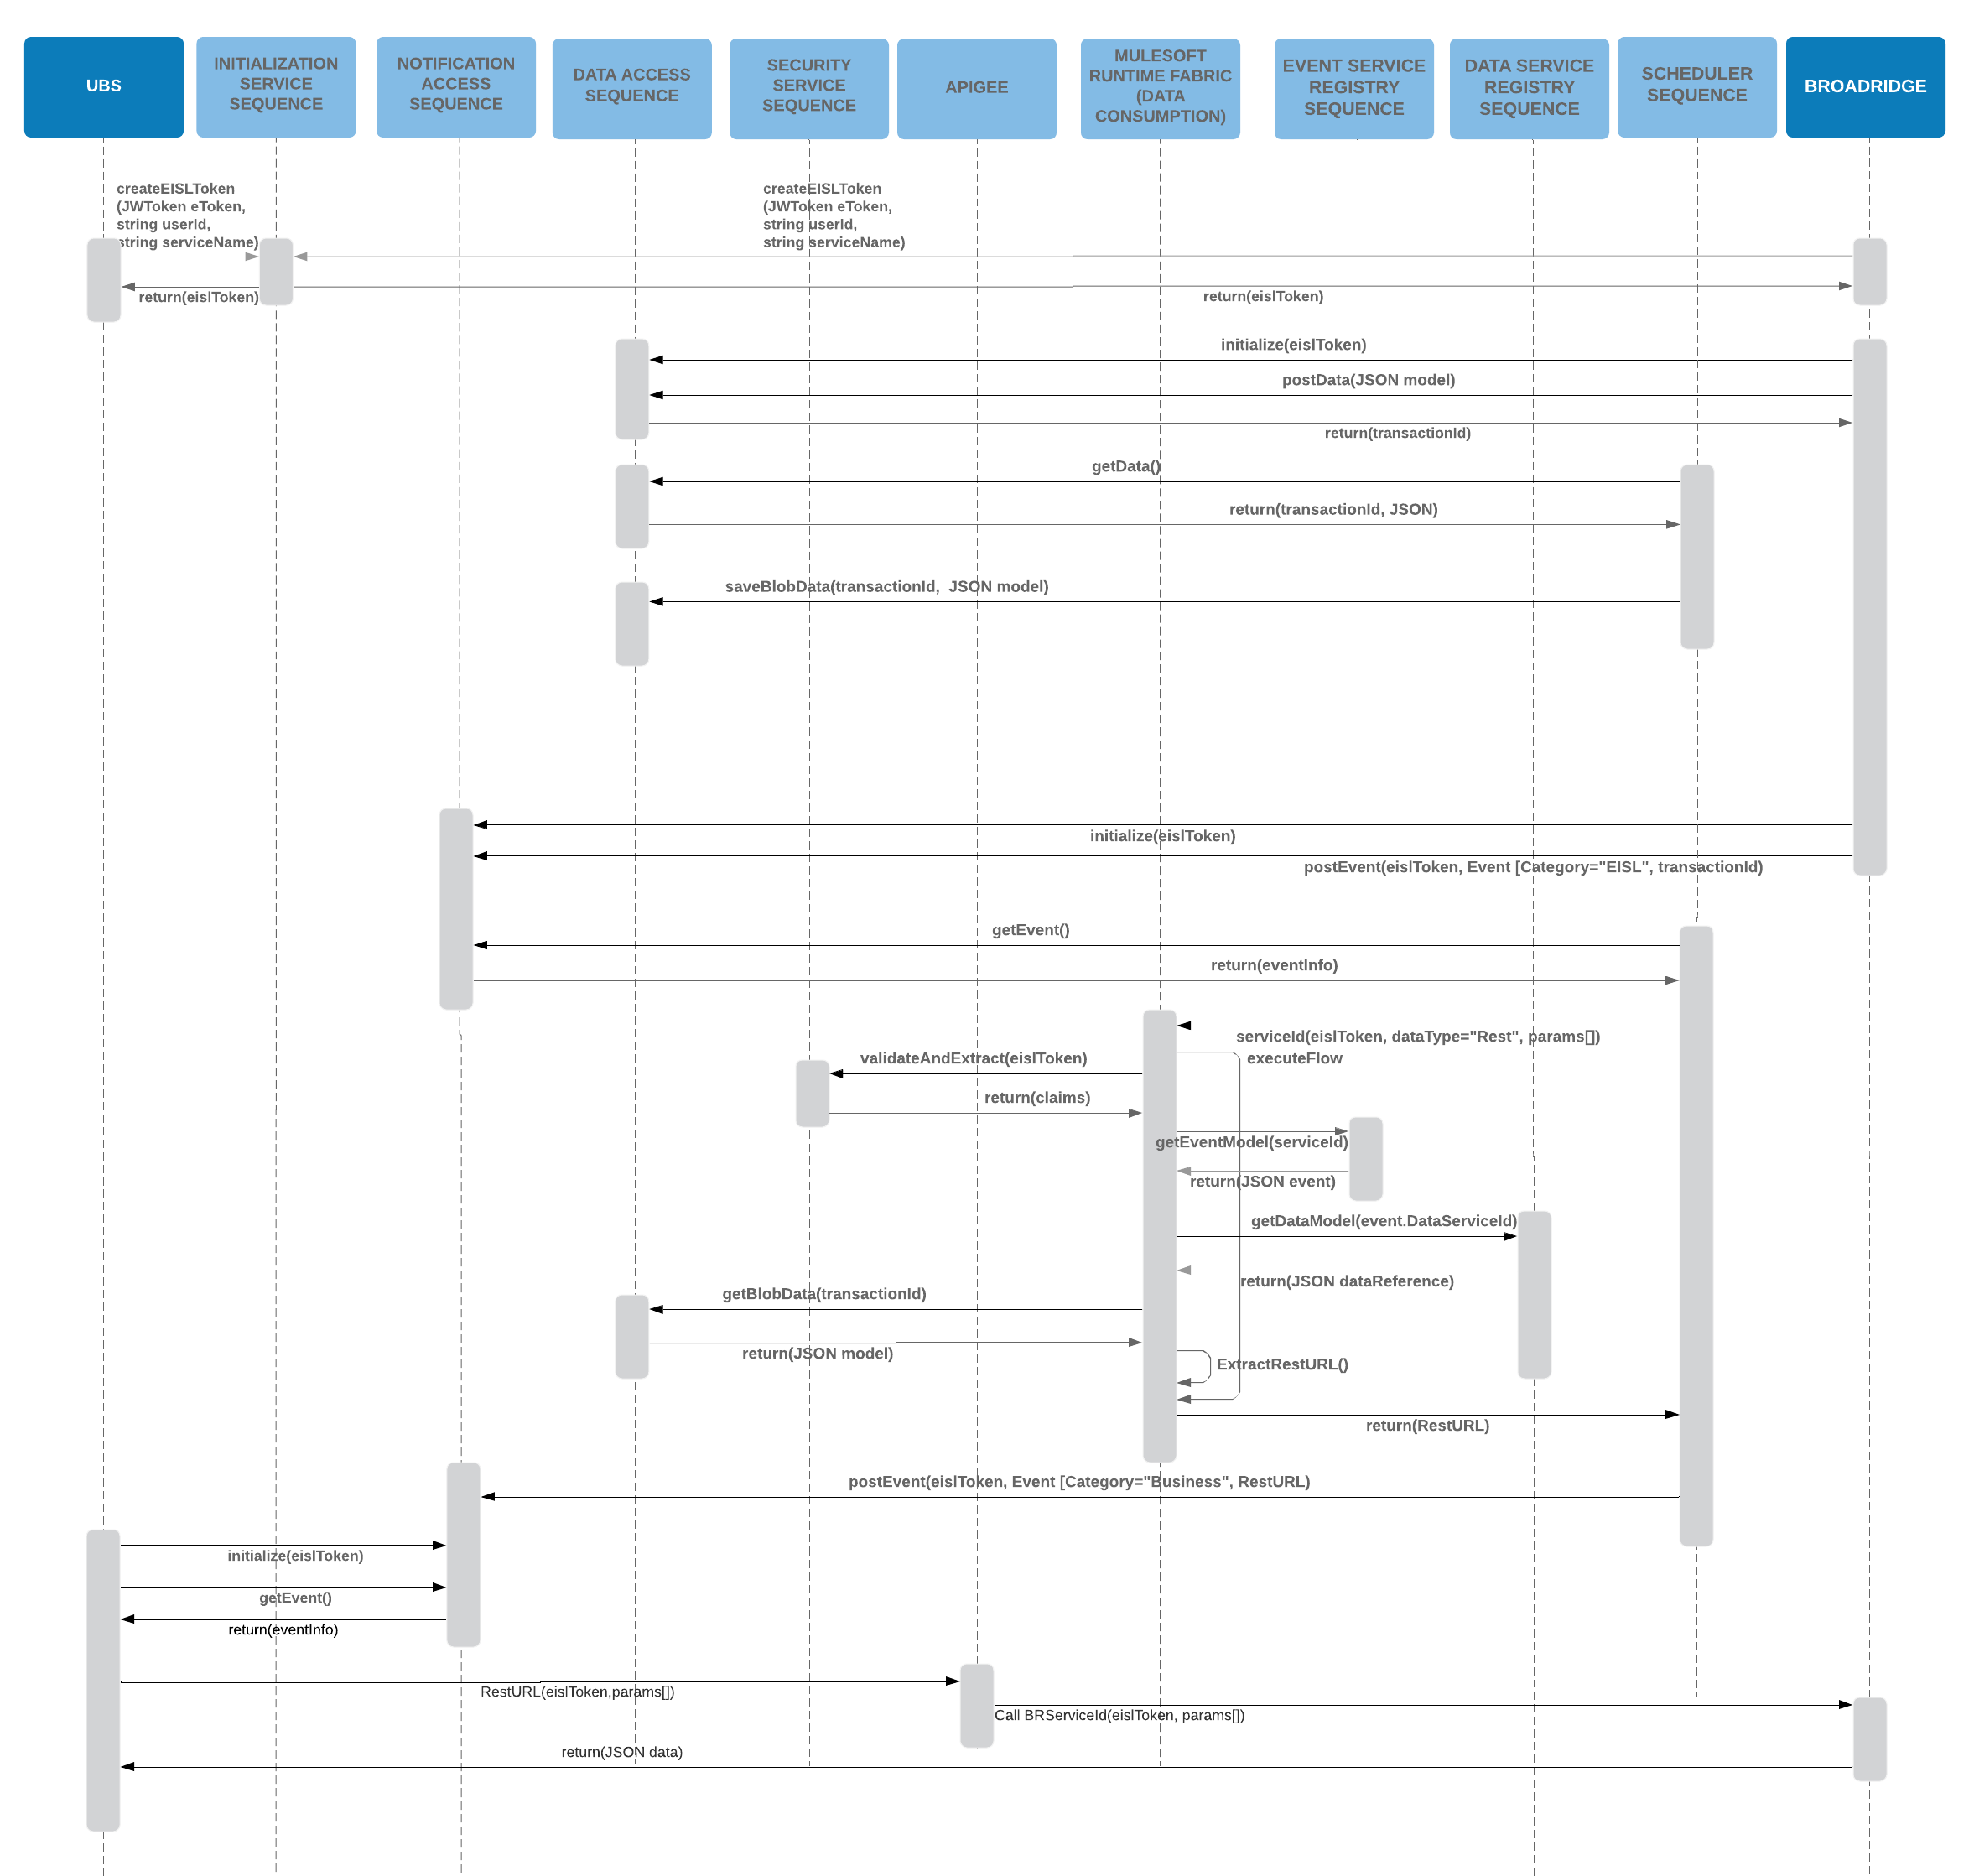 UBS
INITIALIZATION
SERVICE
SEQUENCE
NOTIFICATION
ACCESS
SEQUENCE
DATA ACCESS
SEQUENCE
SECURITY
SERVICE
SEQUENCE
APIGEE
MULESOFT
RUNTIME FABRIC
(DATA
CONSUMPTION)
EVENT SERVICE
REGISTRY
SEQUENCE
DATA SERVICE
REGISTRY
SEQUENCE
SCHEDULER
SEQUENCE
BROADRIDGE
createEISLToken
(JWToken eToken,
string userId,
string serviceName)
createEISLToken
(JWToken eToken,
string userId,
string serviceName)
return(eislToken)
return(eislToken)
initialize(eislToken)
postData(JSON model)
return(transactionId)
getData()
return(transactionId, JSON)
saveBlobData(transactionId,  JSON model)
initialize(eislToken)
postEvent(eislToken, Event [Category="EISL", transactionId)
getEvent()
return(eventInfo)
serviceId(eislToken, dataType="Rest", params[])
validateAndExtract(eislToken)
executeFlow
return(claims)
getEventModel(serviceId)
return(JSON event)
getDataModel(event.DataServiceId)
return(JSON dataReference)
getBlobData(transactionId)
return(JSON model)
ExtractRestURL()
return(RestURL)
postEvent(eislToken, Event [Category="Business", RestURL)
initialize(eislToken)
getEvent()
return(eventInfo)
RestURL(eislToken,params[])
Call BRServiceId(eislToken, params[])
return(JSON data)